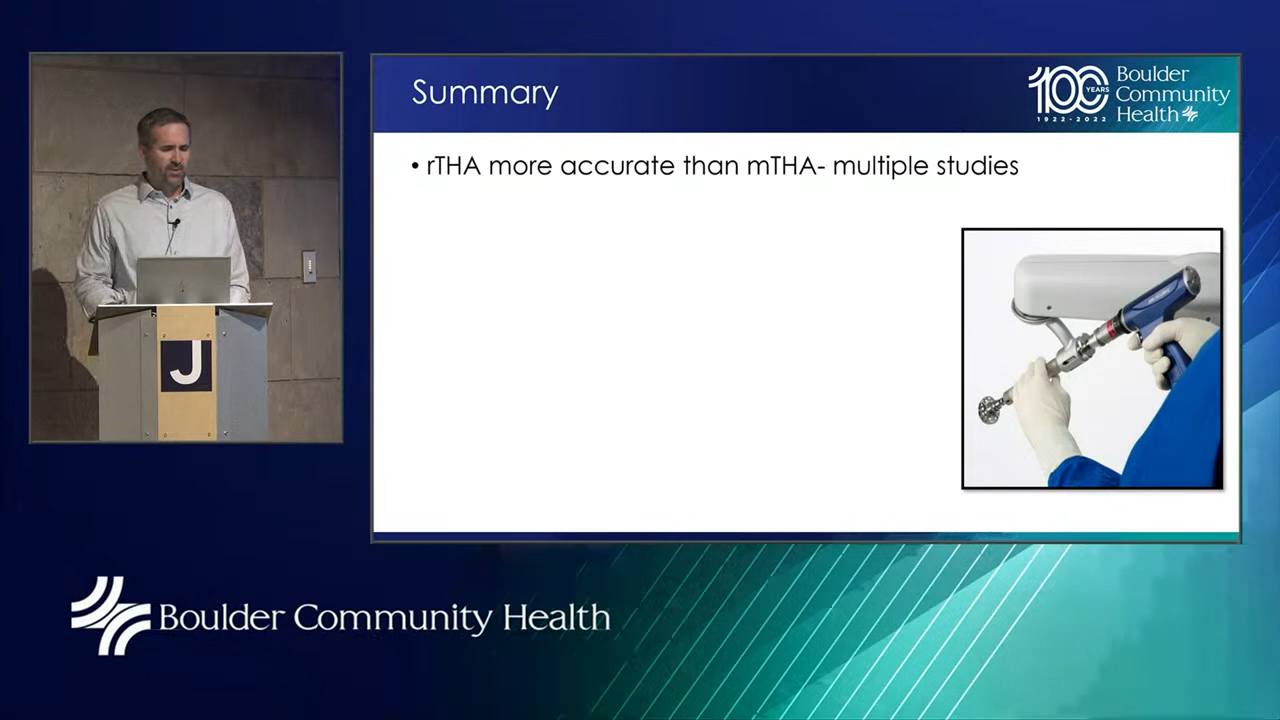 Summary
100
YEARS
1922-2022
Boulder
Community
Health
• rTHA more accurate than mTHA- multiple studies
J
Boulder Community Health